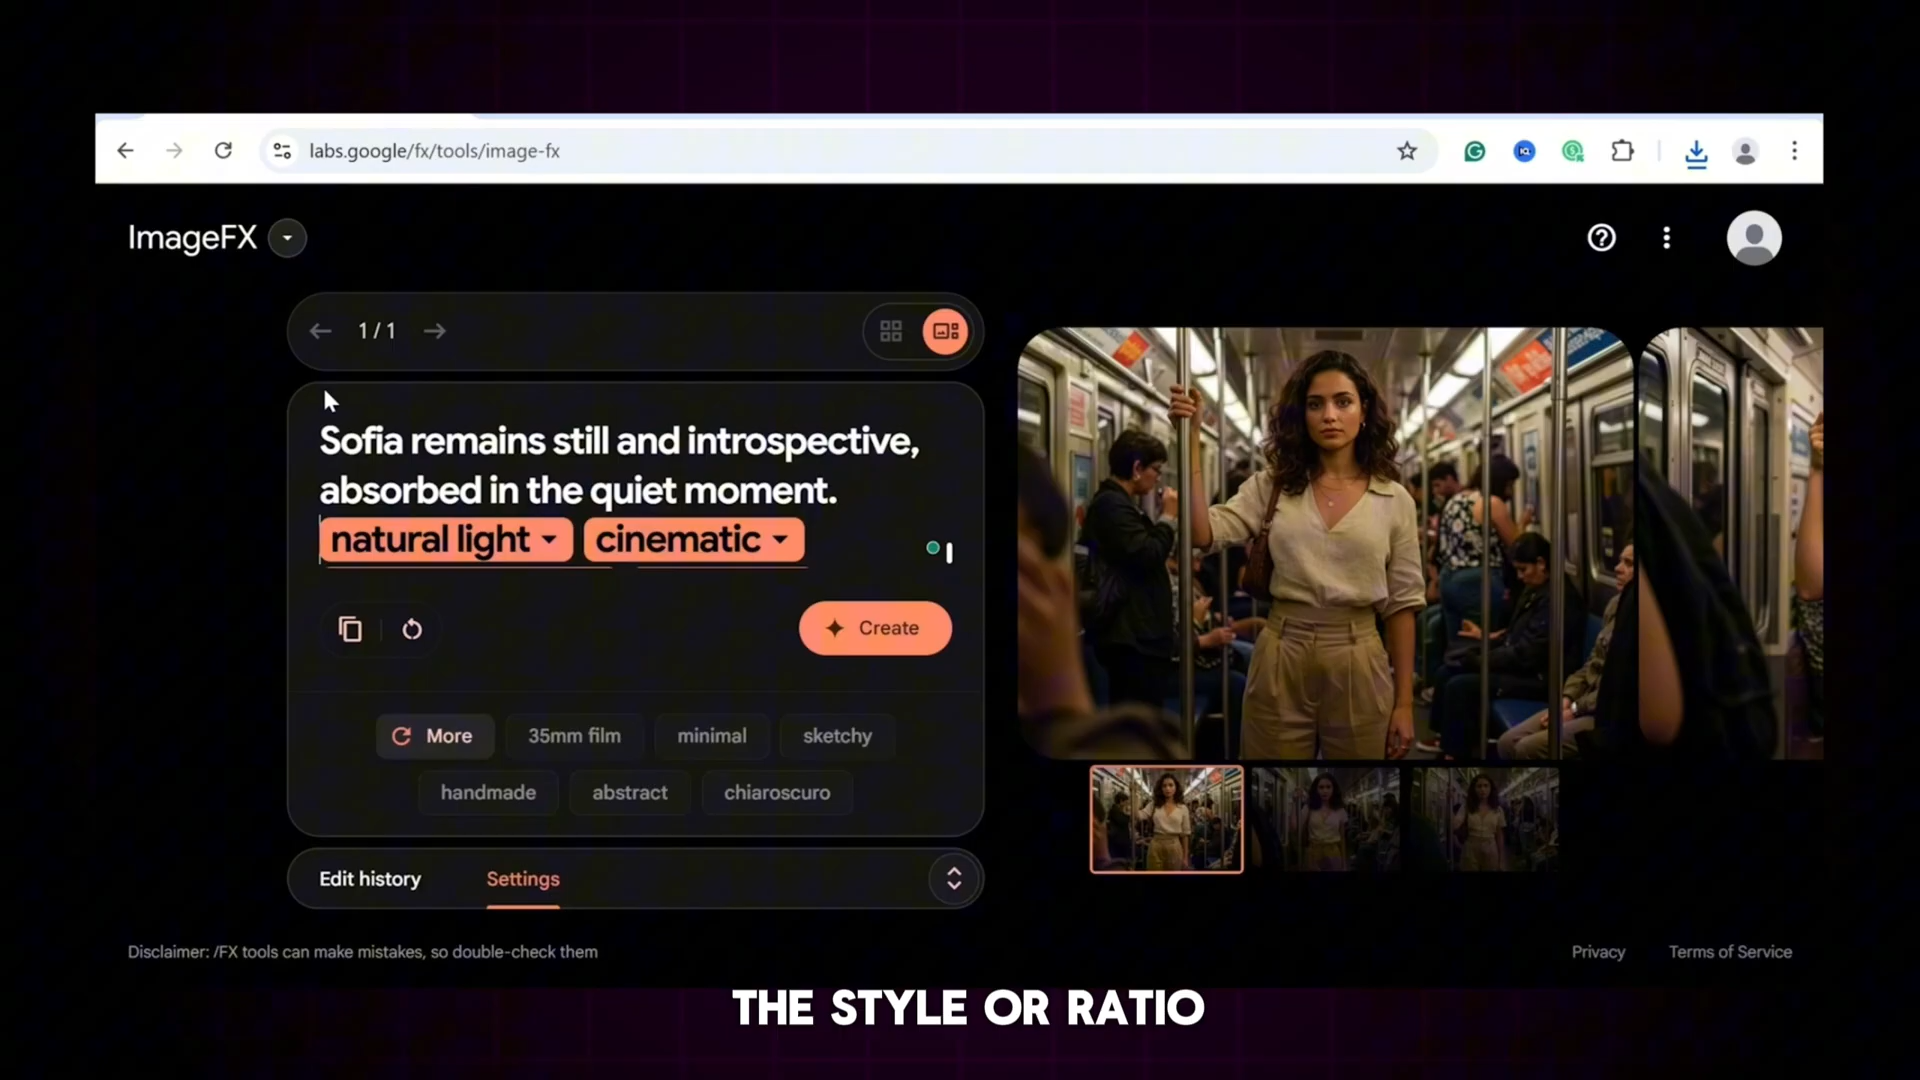 labs.google/fx/tools/image-fx
ImageFX
1 / 1
Sofia remains still and introspective,
absorbed in the quiet moment.
natural light cinematic
Create
More 35mm film minimal sketchy
handmade abstract chiaroscuro
Edit history Settings
Disclaimer: /FX tools can make mistakes, so double-check them
Privacy Terms of Service
THE STYLE OR RATIO